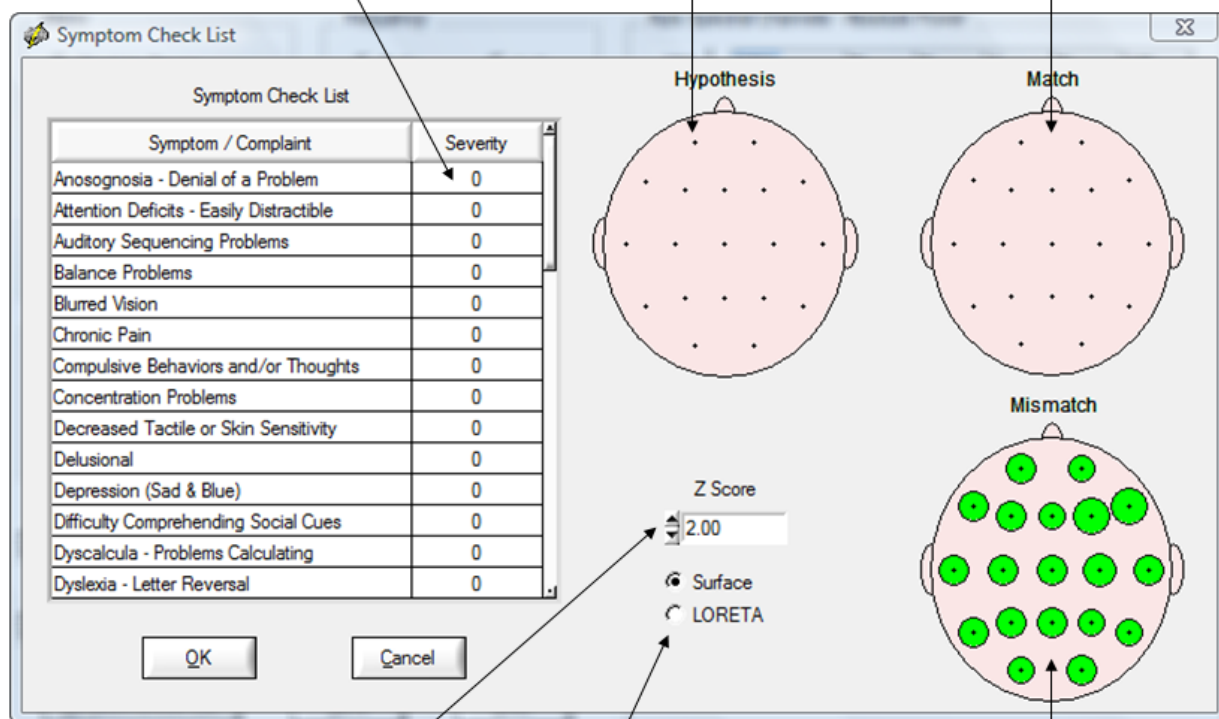 Symptom Check List
Symptom Check List
Symptom / Complaint Severity
Anosognosia - Denial of a Problem 0
Attention Deficits - Easily Distractible 0
Auditory Sequencing Problems 0
Balance Problems 0
Blurred Vision 0
Chronic Pain 0
Compulsive Behaviors and/or Thoughts 0
Concentration Problems 0
Decreased Tactile or Skin Sensitivity 0
Delusional 0
Depression (Sad & Blue) 0
Difficulty Comprehending Social Cues 0
Dyscalcula - Problems Calculating 0
Dyslexia - Letter Reversal 0
OK Cancel
Hypothesis
Match
Mismatch
Z Score
2.00
Surface
LORETA